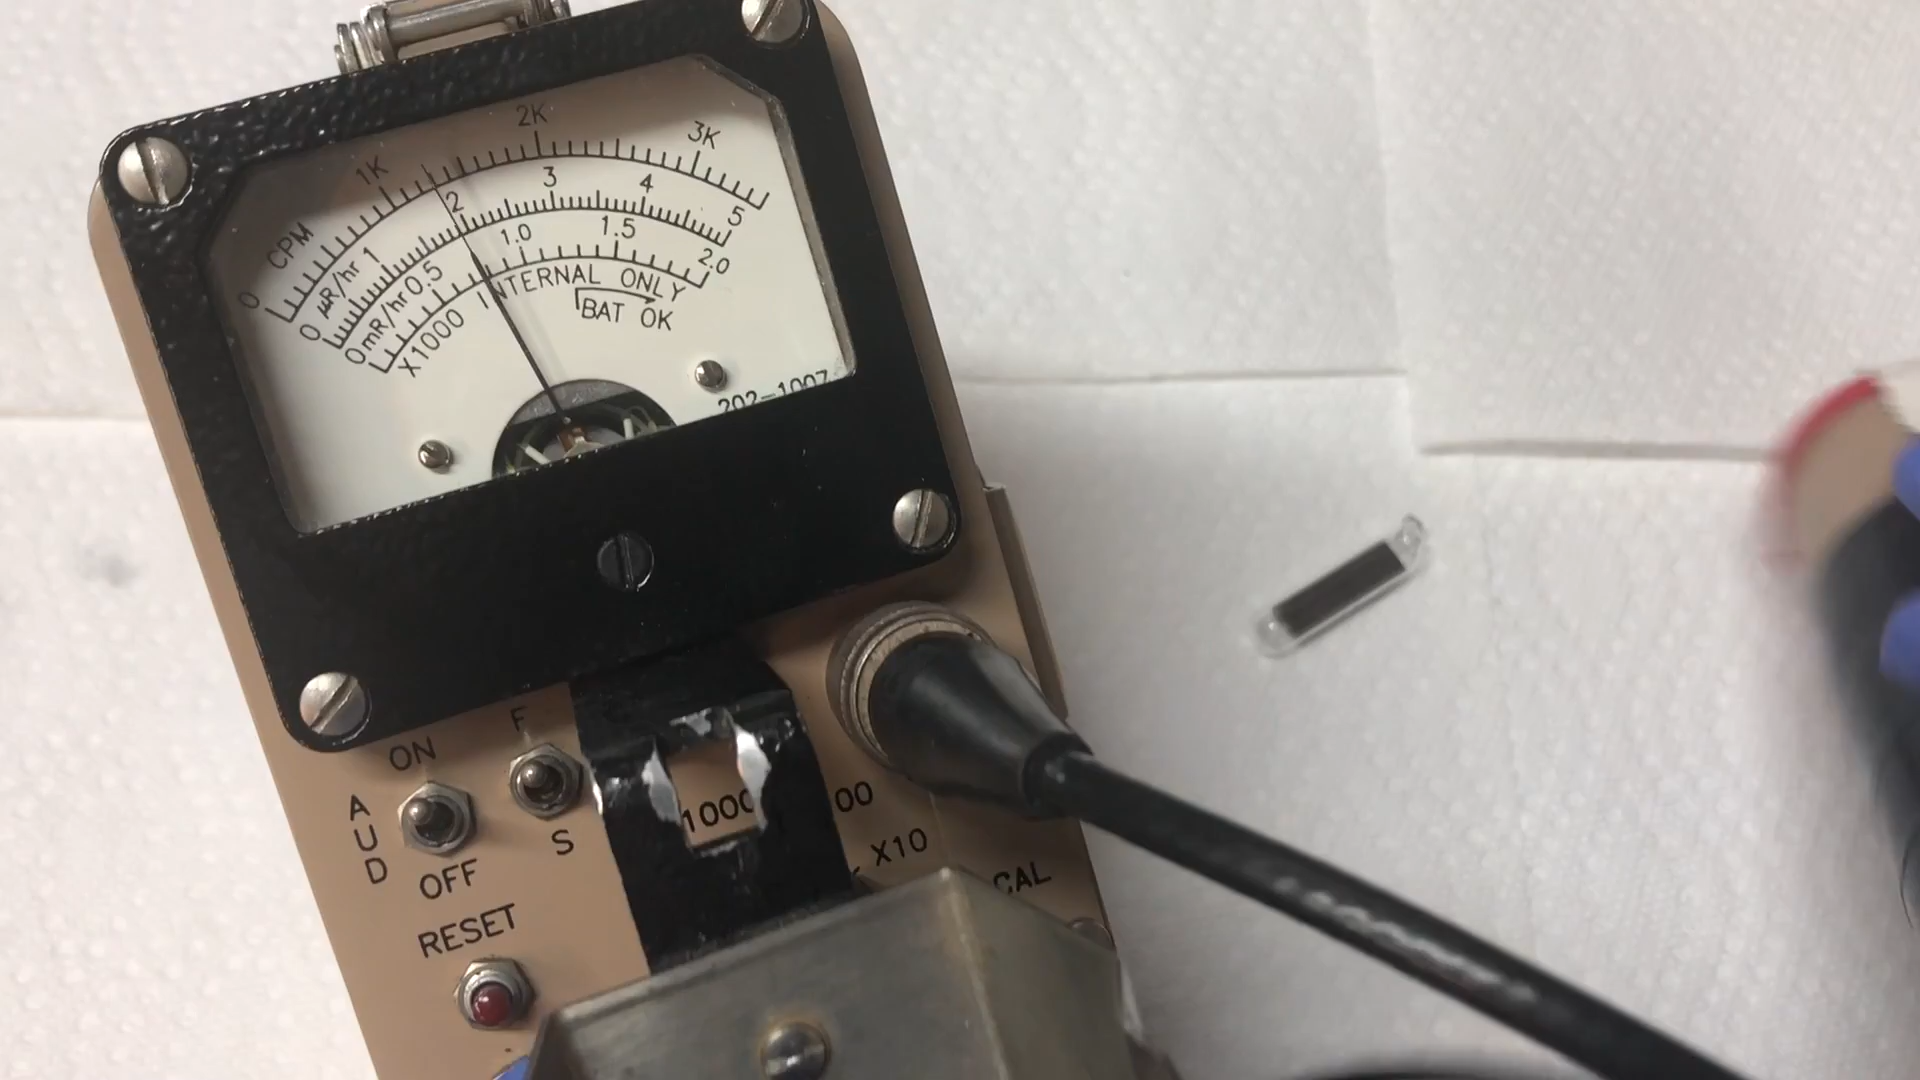 2K
1K 3K
CPM 0
3 4
2 5
μR/hr 1 0
1.0 1.5
mR/hr 0.5 0 2.0
X1000
INTERNAL ONLY
BAT OK
202-1007
F
ON
AUD
S
OFF
1000
00
X10
CAL
RESET